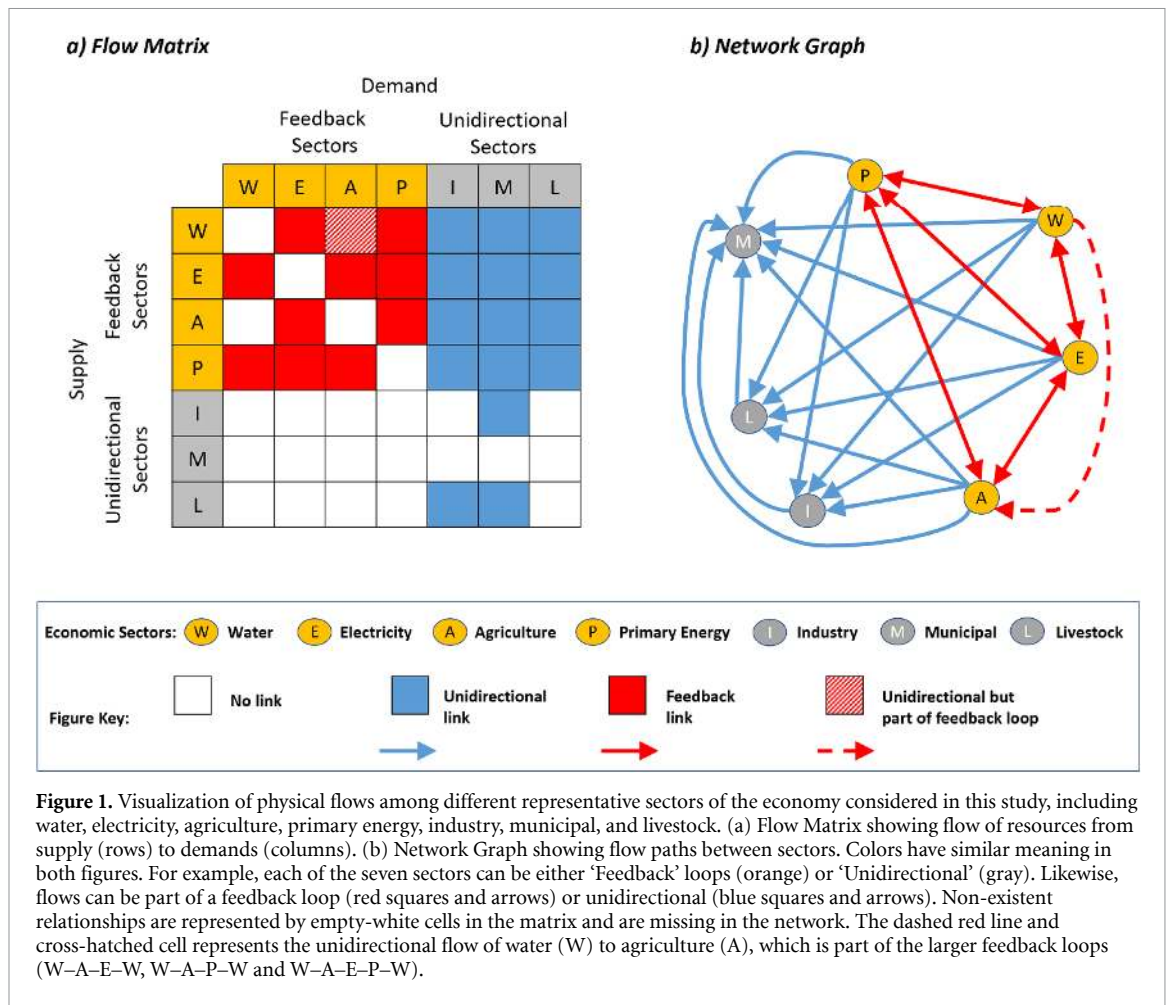 a) Flow Matrix
Demand
Feedback
Sectors
Unidirectional
Sectors
W E A P I M L
Supply
Feedback
Sectors
Unidirectional
Sectors
W
E
A
P
I
M
L
b) Network Graph
P
W
M
E
L
A
I
Economic Sectors: W Water E Electricity A Agriculture P Primary Energy I Industry M Municipal L Livestock
Figure Key:
No link
Unidirectional
link
Feedback
link
Unidirectional but
part of feedback loop
Figure 1. Visualization of physical flows among different representative sectors of the economy considered in this study, including
water, electricity, agriculture, primary energy, industry, municipal, and livestock. (a) Flow Matrix showing flow of resources from
supply (rows) to demands (columns). (b) Network Graph showing flow paths between sectors. Colors have similar meaning in
both figures. For example, each of the seven sectors can be either ‘Feedback’ loops (orange) or ‘Unidirectional’ (gray). Likewise,
flows can be part of a feedback loop (red squares and arrows) or unidirectional (blue squares and arrows). Non-existent
relationships are represented by empty-white cells in the matrix and are missing in the network. The dashed red line and
cross-hatched cell represents the unidirectional flow of water (W) to agriculture (A), which is part of the larger feedback loops
(W–A–E–W, W–A–P–W and W–A–E–P–W).